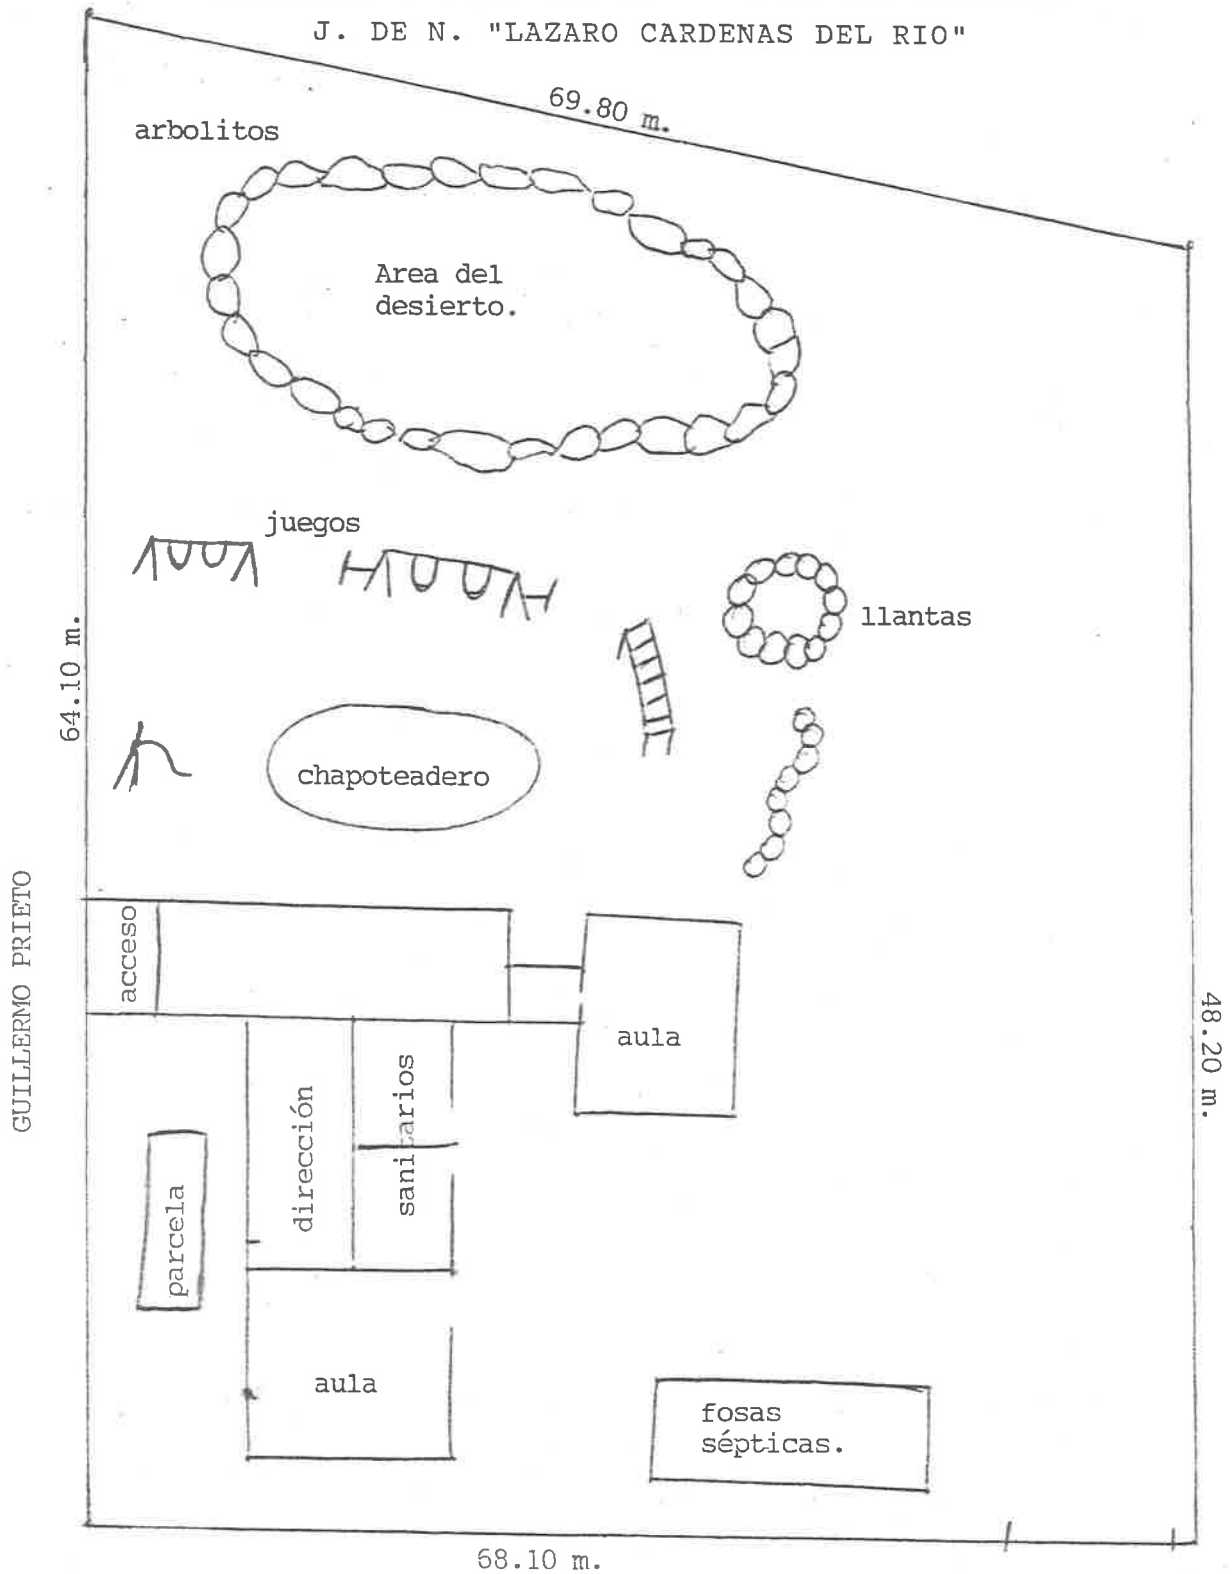 J. DE N. "LAZARO CARDENAS DEL RIO"
69.80 m.
arbolitos
Area del
desierto.
juegos
llantas
64.10 m.
chapoteadero
GUILLERMO PRIETO
acceso
aula
48.20 m.
dirección
sanitarios
parcela
aula
fosas
sépticas.
68.10 m.